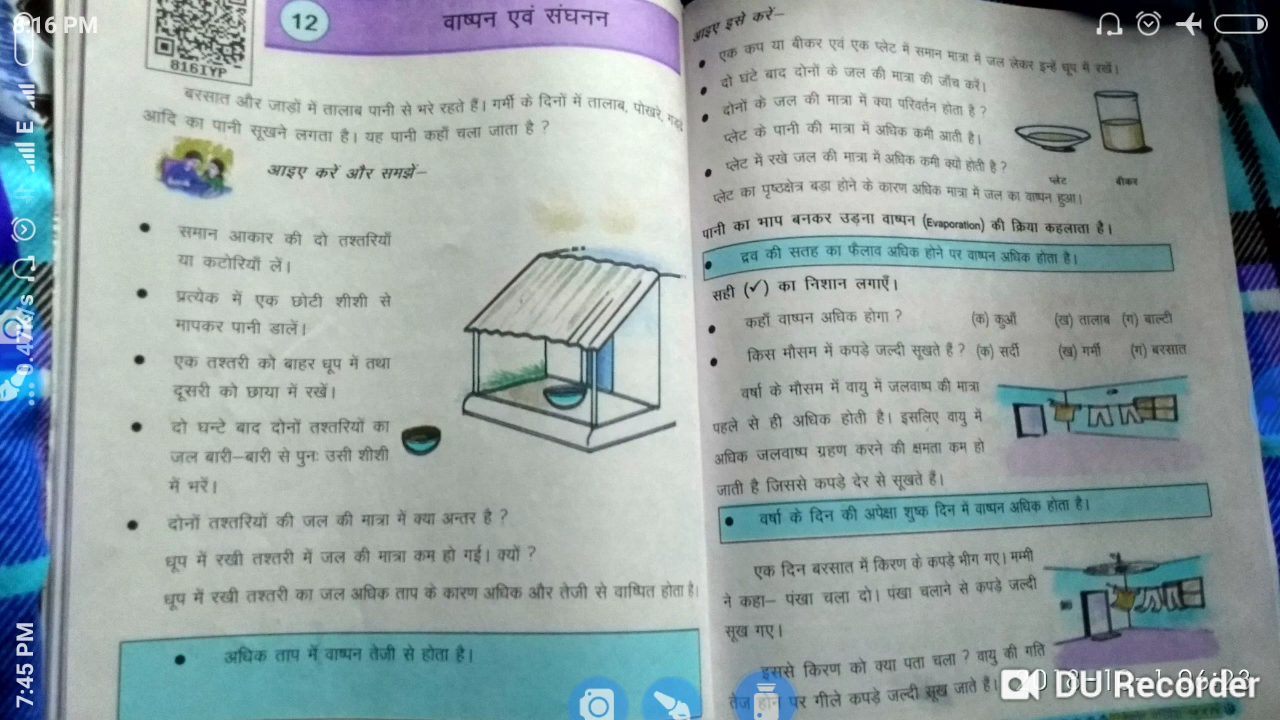 8:16 PM
7:45 PM
9.47K/s
8161YP
12
वाष्पन एवं संघनन
बरसात और जाड़ों में तालाब पानी से भरे रहते हैं। गर्मी के दिनों में तालाब, पोखरे,
आदि का पानी सूखने लगता है। यह पानी कहाँ चला जाता है ?
आइए करें और समझें–
• समान आकार की दो तश्तरियाँ
या कटोरियाँ लें।
• प्रत्येक में एक छोटी शीशी से
मापकर पानी डालें।
• एक तश्तरी को बाहर धूप में तथा
दूसरी को छाया में रखें।
• दो घन्टे बाद दोनों तश्तरियों का
जल बारी–बारी से पुनः उसी शीशी
में भरें।
• दोनों तश्तरियों की जल की मात्रा में क्या अन्तर है ?
धूप में रखी तश्तरी में जल की मात्रा कम हो गई। क्यों ?
धूप में रखी तश्तरी का जल अधिक ताप के कारण अधिक और तेजी से वाष्पित होता है।
• अधिक ताप में वाष्पन तेजी से होता है।
आइए इसे करें–
• एक कप या बीकर एवं एक प्लेट में समान मात्रा में जल लेकर इन्हें धूप में रखें।
• दो घंटे बाद दोनों के जल की मात्रा की जाँच करें।
• दोनों के जल की मात्रा में क्या परिवर्तन होता है ?
प्लेट के पानी की मात्रा में अधिक कमी आती है।
• प्लेट में रखे जल की मात्रा में अधिक कमी क्यों होती है ?
प्लेट
बीकर
प्लेट का पृष्ठक्षेत्र बड़ा होने के कारण अधिक मात्रा में जल का वाष्पन हुआ।
पानी का भाप बनकर उड़ना वाष्पन (Evaporation) की क्रिया कहलाता है।
• द्रव की सतह का फैलाव अधिक होने पर वाष्पन अधिक होता है।
सही (✓) का निशान लगाएँ।
• कहाँ वाष्पन अधिक होगा ? (क) कुआँ (ख) तालाब (ग) बाल्टी
• किस मौसम में कपड़े जल्दी सूखते हैं ? (क) सर्दी (ख) गर्मी (ग) बरसात
वर्षा के मौसम में वायु में जलवाष्प की मात्रा
पहले से ही अधिक होती है। इसलिए वायु में
अधिक जलवाष्प ग्रहण करने की क्षमता कम हो
जाती है जिससे कपड़े देर से सूखते हैं।
• वर्षा के दिन की अपेक्षा शुष्क दिन में वाष्पन अधिक होता है।
एक दिन बरसात में किरण के कपड़े भीग गए। मम्मी
ने कहा– पंखा चला दो। पंखा चलाने से कपड़े जल्दी
सूख गए।
इससे किरण को क्या पता चला ? वायु की गति
तेज होने पर गीले कपड़े जल्दी सूख जाते हैं।
DU Recorder